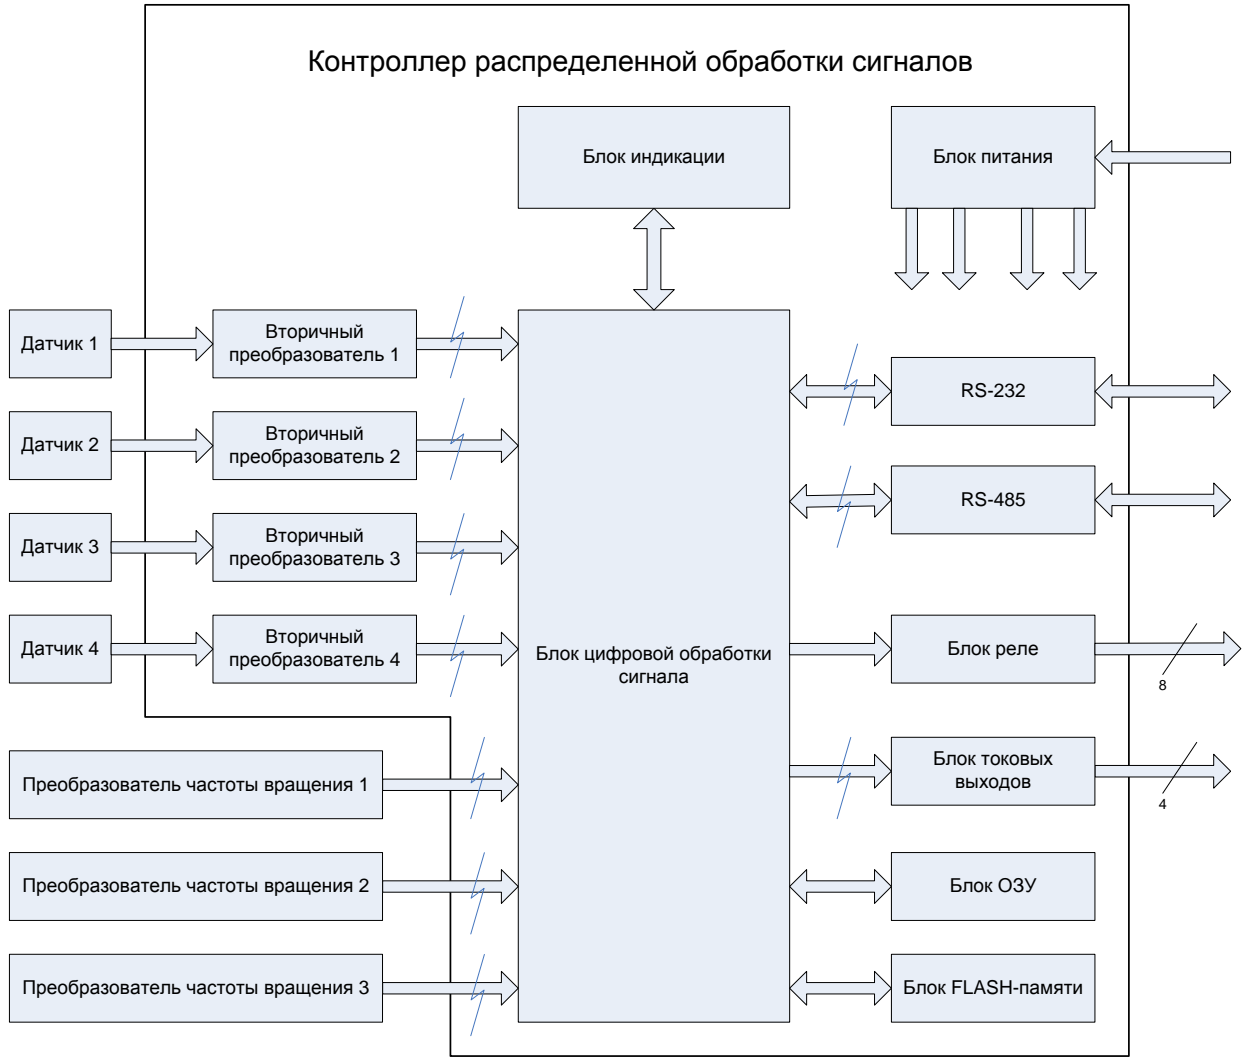 Контроллер распределенной обработки сигналов
Блок индикации
Блок питания
Датчик 1
Вторичный
преобразователь 1
Датчик 2
Вторичный
преобразователь 2
Датчик 3
Вторичный
преобразователь 3
Датчик 4
Вторичный
преобразователь 4
Преобразователь частоты вращения 1
Преобразователь частоты вращения 2
Преобразователь частоты вращения 3
Блок цифровой обработки
сигнала
RS-232
RS-485
Блок реле
8
Блок токовых
выходов
4
Блок ОЗУ
Блок FLASH-памяти